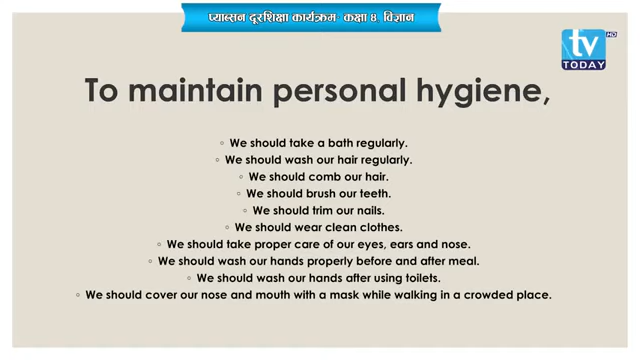 प्याब्सन दूरशिक्षा कार्यक्रम कक्षा ४, विज्ञान
tv HD
TODAY
To maintain personal hygiene,
◦ We should take a bath regularly.
◦ We should wash our hair regularly.
◦ We should comb our hair.
◦ We should brush our teeth.
◦ We should trim our nails.
◦ We should wear clean clothes.
◦ We should take proper care of our eyes, ears and nose.
◦ We should wash our hands properly before and after meal.
◦ We should wash our hands after using toilets.
◦ We should cover our nose and mouth with a mask while walking in a crowded place.